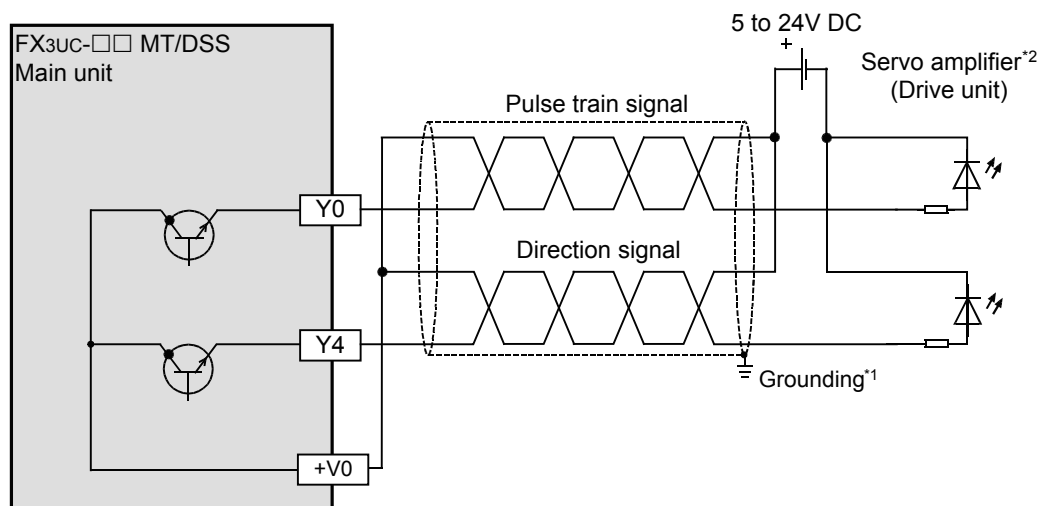 FX3UC-□□ MT/DSS
Main unit
5 to 24V DC
+
Servo amplifier*2
(Drive unit)
Pulse train signal
Y0
Direction signal
Y4
Grounding*1
+V0